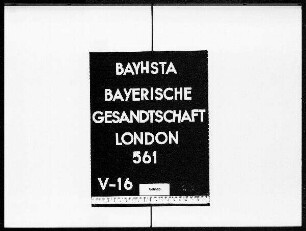 BAYHSTA
BAYERISCHE
GESANDTSCHAFT
LONDON
561
V-16